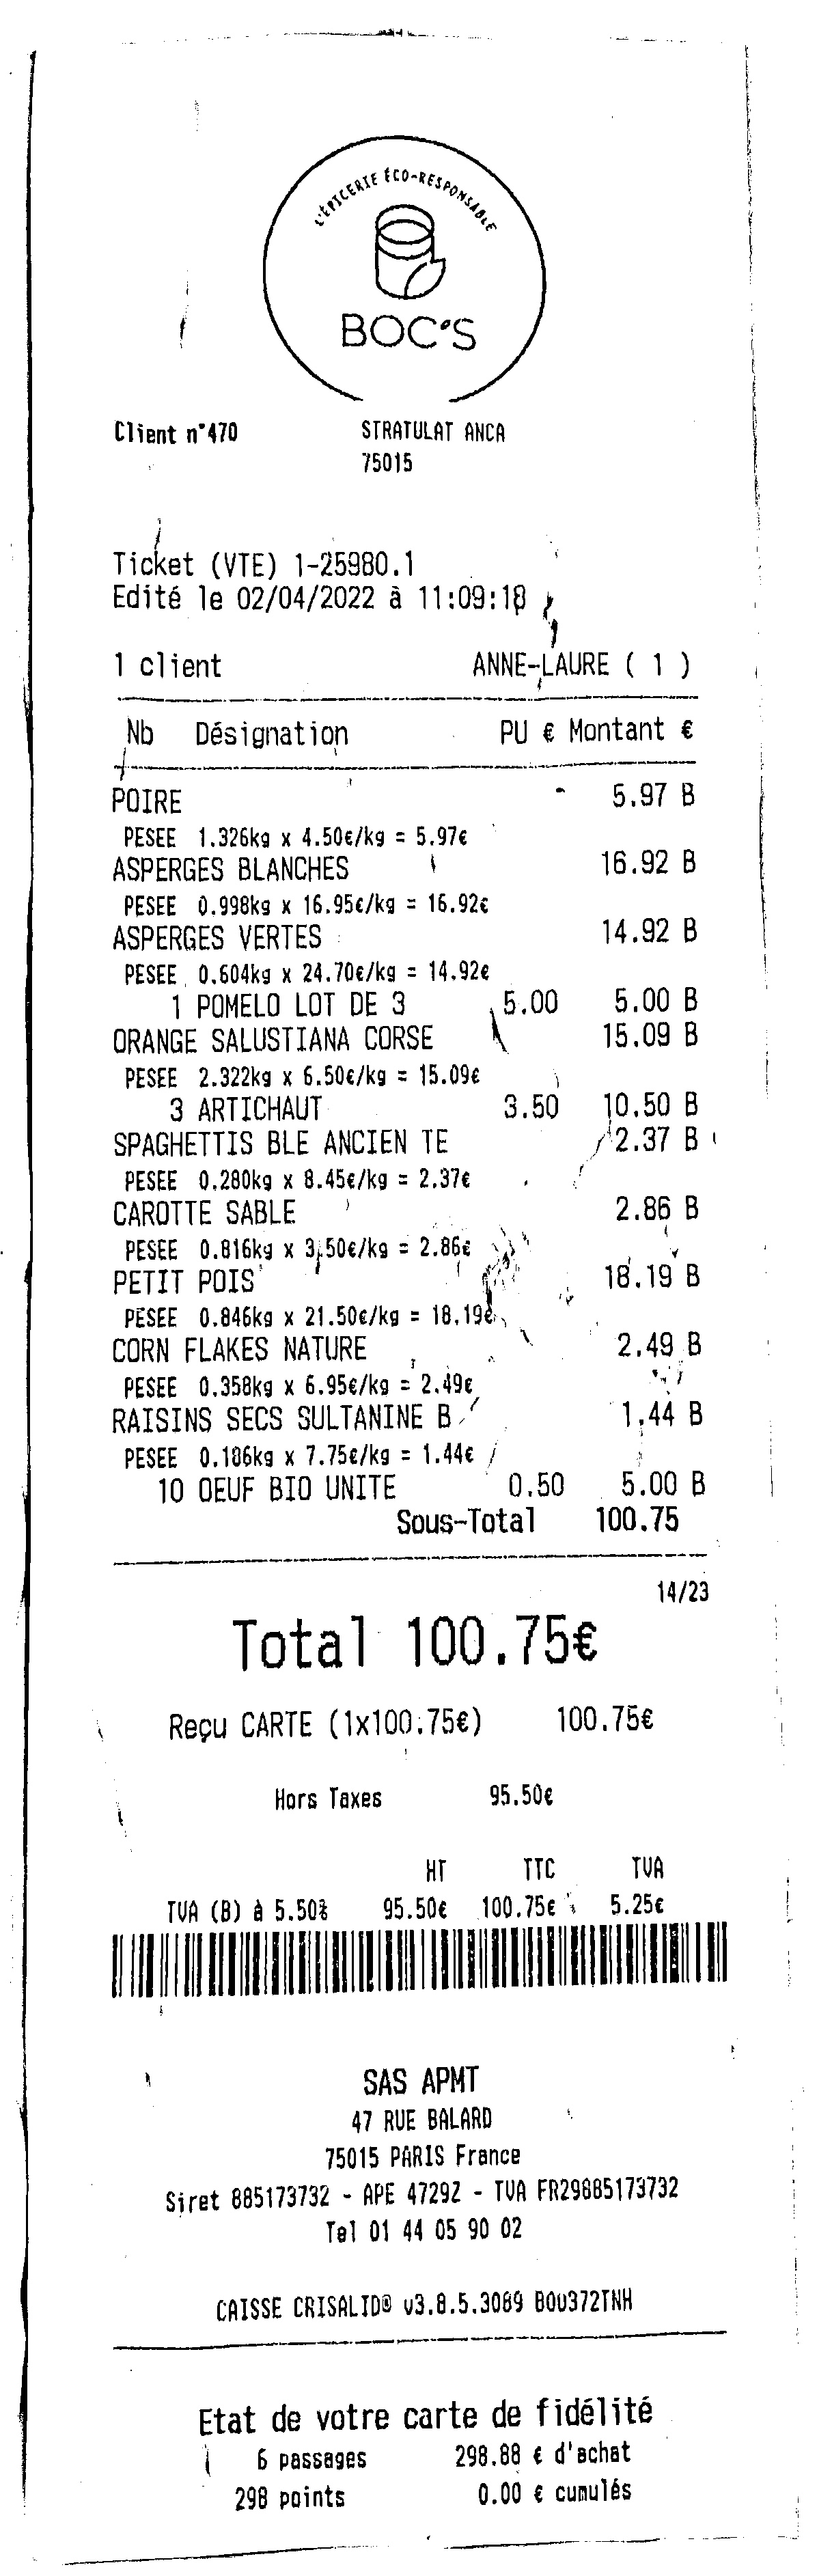 L'ÉPICERIE ÉCO-RESPONSABLE
BOC'S
Client n°470 STRATULAT ANCA
75015
Ticket (VTE) 1-25980.1
Edité le 02/04/2022 à 11:09:18
1 client ANNE-LAURE ( 1 )
Nb Désignation PU € Montant €
POIRE 5.97 B
PESEE 1.326kg x 4.50€/kg = 5.97€
ASPERGES BLANCHES 16.92 B
PESEE 0.998kg x 16.95€/kg = 16.92€
ASPERGES VERTES 14.92 B
PESEE 0.604kg x 24.70€/kg = 14.92€
1 POMELO LOT DE 3 5.00 5.00 B
ORANGE SALUSTIANA CORSE 15.09 B
PESEE 2.322kg x 6.50€/kg = 15.09€
3 ARTICHAUT 3.50 10.50 B
SPAGHETTIS BLE ANCIEN TE 2.37 B
PESEE 0.280kg x 8.45€/kg = 2.37€
CAROTTE SABLE 2.86 B
PESEE 0.816kg x 3.50€/kg = 2.86€
PETIT POIS 18.19 B
PESEE 0.846kg x 21.50€/kg = 18.19€
CORN FLAKES NATURE 2.49 B
PESEE 0.358kg x 6.95€/kg = 2.49€
RAISINS SECS SULTANINE B 1.44 B
PESEE 0.186kg x 7.75€/kg = 1.44€
10 OEUF BIO UNITE 0.50 5.00 B
Sous-Total 100.75
14/23
Total 100.75€
Reçu CARTE (1x100.75€) 100.75€
Hors Taxes 95.50€
HT TTC TVA
TVA (B) à 5.50% 95.50€ 100.75€ 5.25€
SAS APMT
47 RUE BALARD
75015 PARIS France
Siret 885173732 - APE 4729Z - TVA FR29885173732
Tel 01 44 05 90 02
CAISSE CRISALID® v3.8.5.3089 B00372TNH
Etat de votre carte de fidélité
6 passages 298.88 € d'achat
298 points 0.00 € cumulés